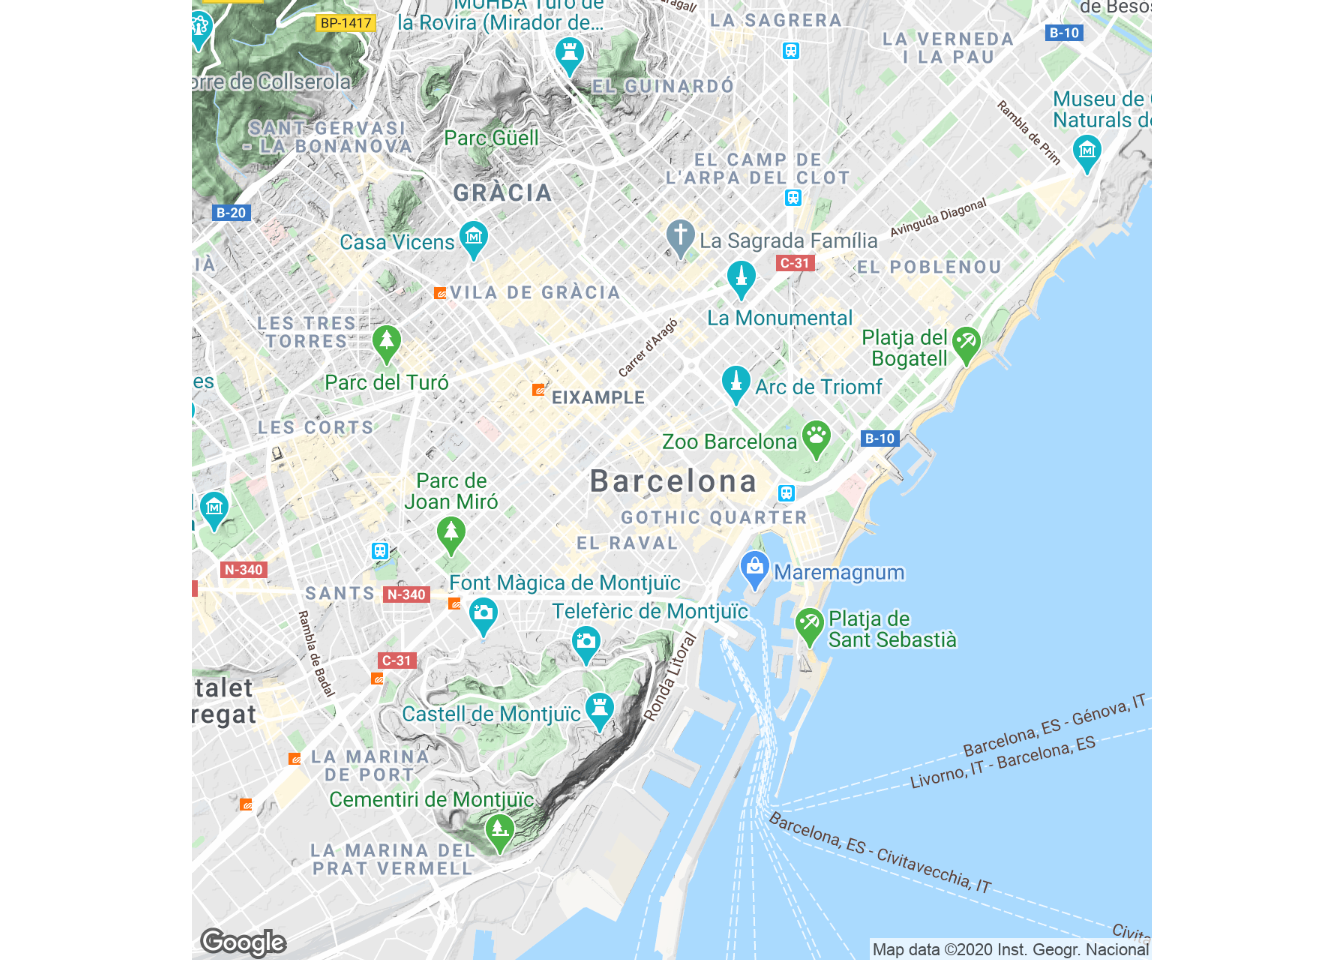 MUHBA Turó de
la Rovira (Mirador de...
BP-1417
LA SAGRERA
de Besòs
B-10
LA VERNEDA
I LA PAU
Torre de Collserola
EL GUINARDÓ
Museu de
Naturals de
Rambla de Prim
SANT GERVASI
- LA BONANOVA
Parc Güell
EL CAMP DE
L'ARPA DEL CLOT
GRÀCIA
B-20
Avinguda Diagonal
Casa Vicens
La Sagrada Família
C-31
EL POBLENOU
VILA DE GRÀCIA
La Monumental
LES TRES
TORRES
Carrer d'Aragó
Platja del
Bogatell
Parc del Turó
Arc de Triomf
EIXAMPLE
LES CORTS
Zoo Barcelona
B-10
Parc de
Joan Miró
Barcelona
GOTHIC QUARTER
EL RAVAL
N-340
Maremagnum
SANTS
N-340
Font Màgica de Montjuïc
Telefèric de Montjuïc
Platja de
Sant Sebastià
Rambla de Badal
C-31
Ronda Litoral
talet
regat
Castell de Montjuïc
Barcelona, ES - Génova, IT
Livorno, IT - Barcelona, ES
LA MARINA
DE PORT
Cementiri de Montjuïc
Barcelona, ES - Civitavecchia, IT
LA MARINA DEL
PRAT VERMELL
Google
Map data ©2020 Inst. Geogr. Nacional